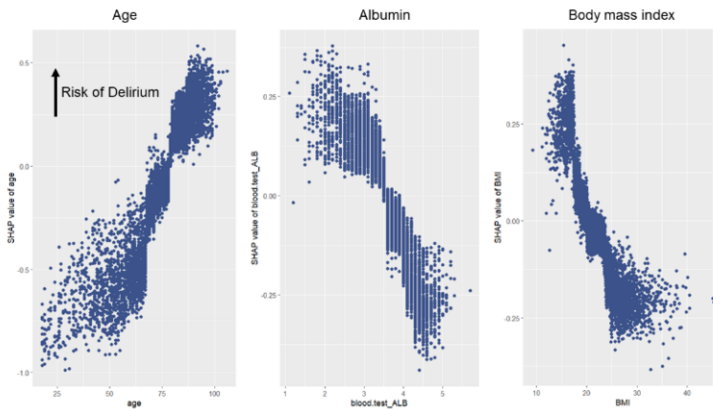 Age
Albumin
Body mass index
Risk of Delirium
SHAP value of age
0.5
0.0
-0.5
-1.0
25
50
75
100
age
SHAP value of blood.test_ALB
0.25
0.00
-0.25
1
2
3
4
5
blood.test_ALB
SHAP value of BMI
0.25
0.00
-0.25
10
20
30
40
BMI